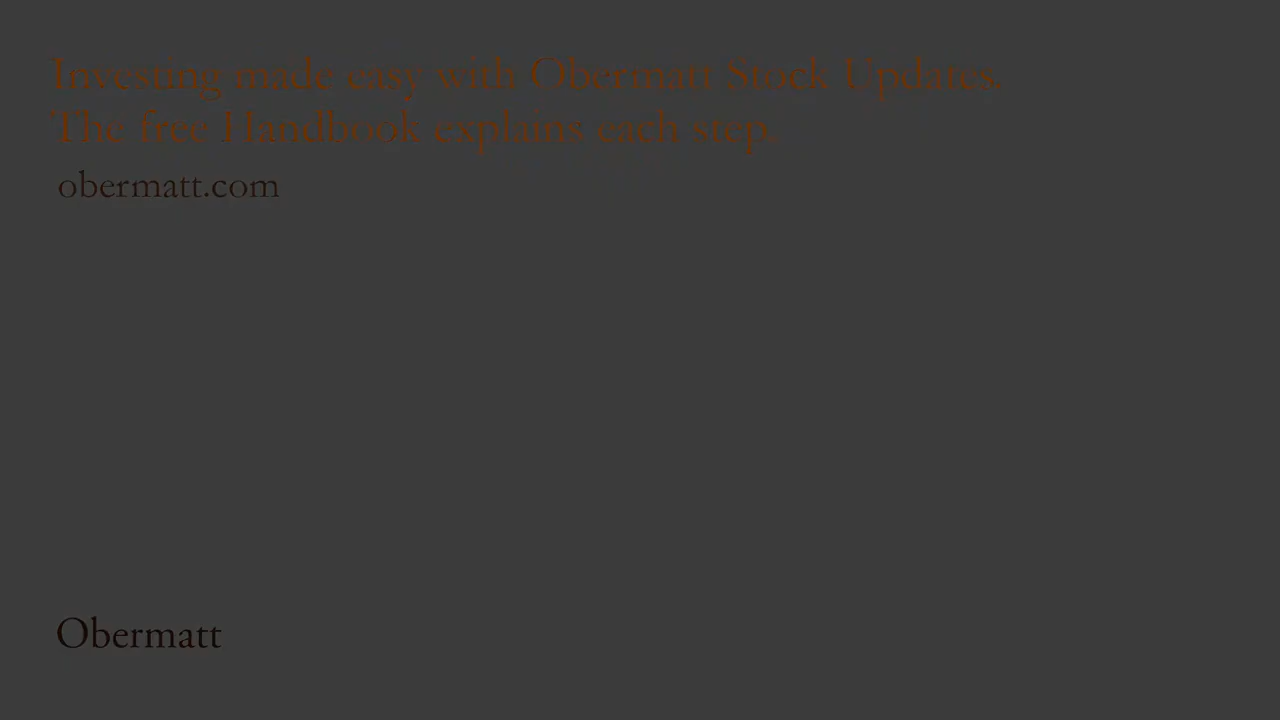 Investing made easy with Obermatt Stock Updates.
The free Handbook explains each step.
obermatt.com
Obermatt